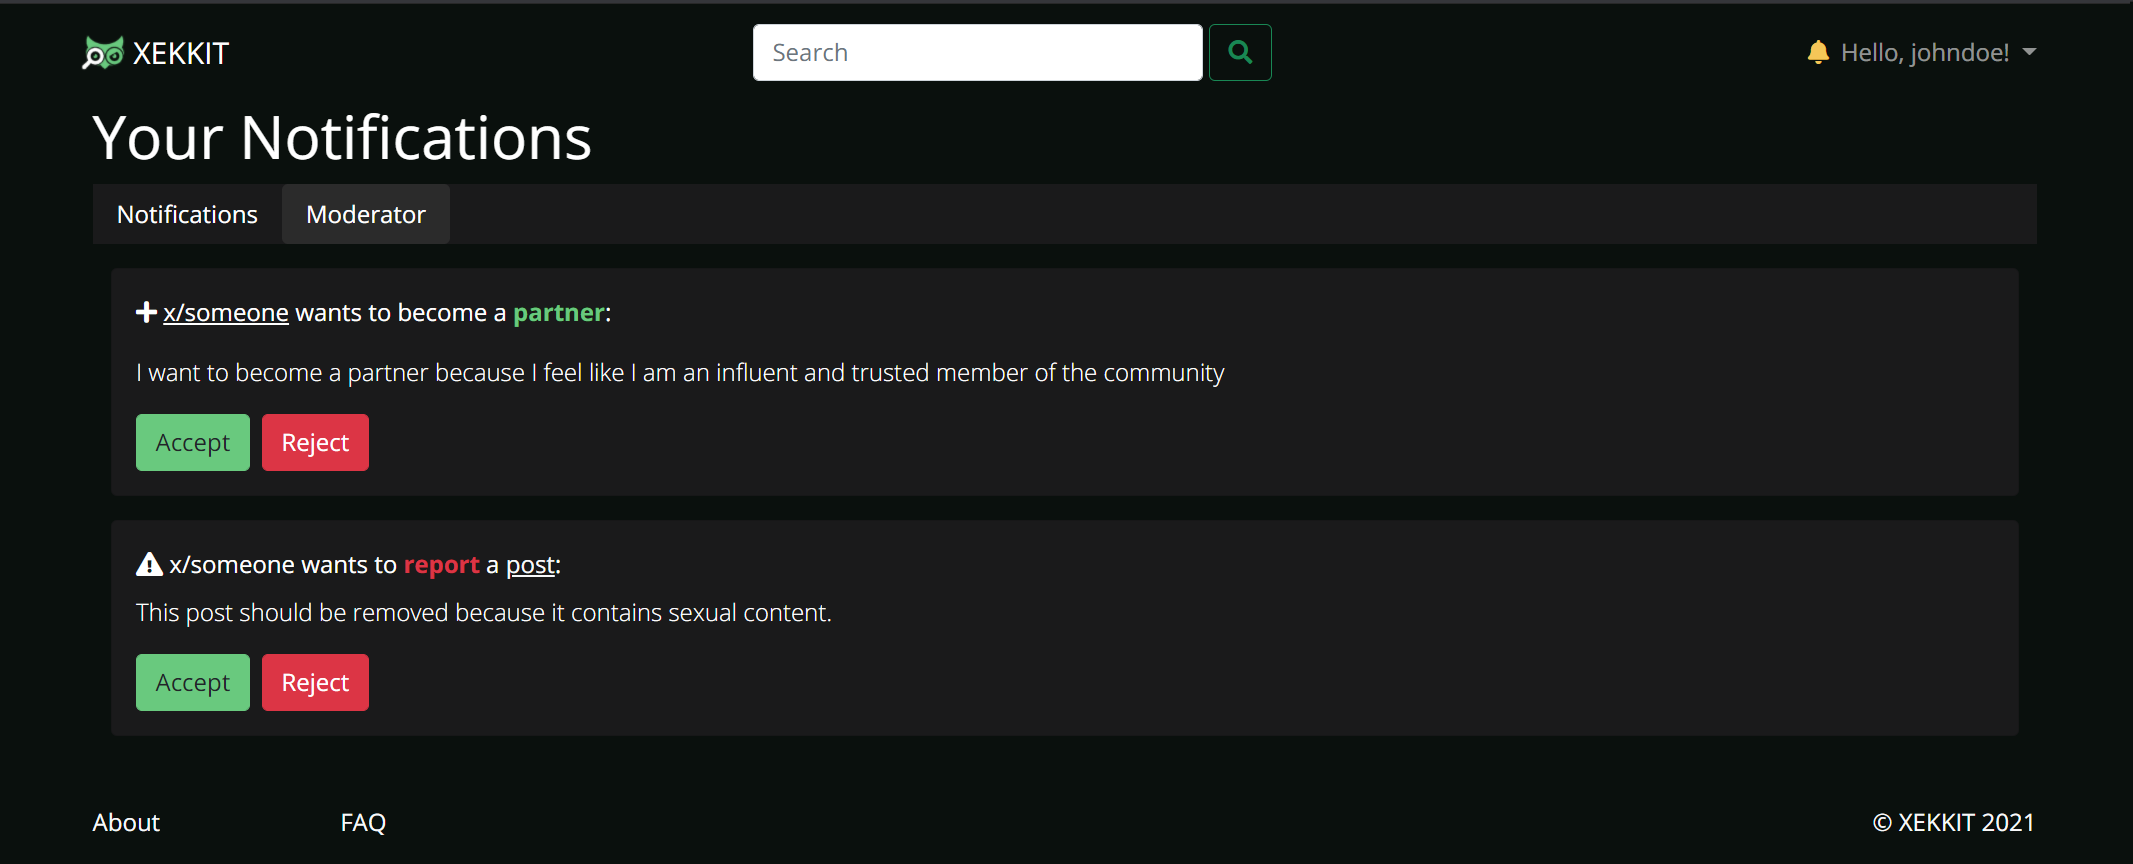 XEKKIT
Search
Hello, johndoe!
Your Notifications
Notifications
Moderator
x/someone wants to become a partner:
I want to become a partner because I feel like I am an influent and trusted member of the community
Accept
Reject
x/someone wants to report a post:
This post should be removed because it contains sexual content.
Accept
Reject
About
FAQ
© XEKKIT 2021